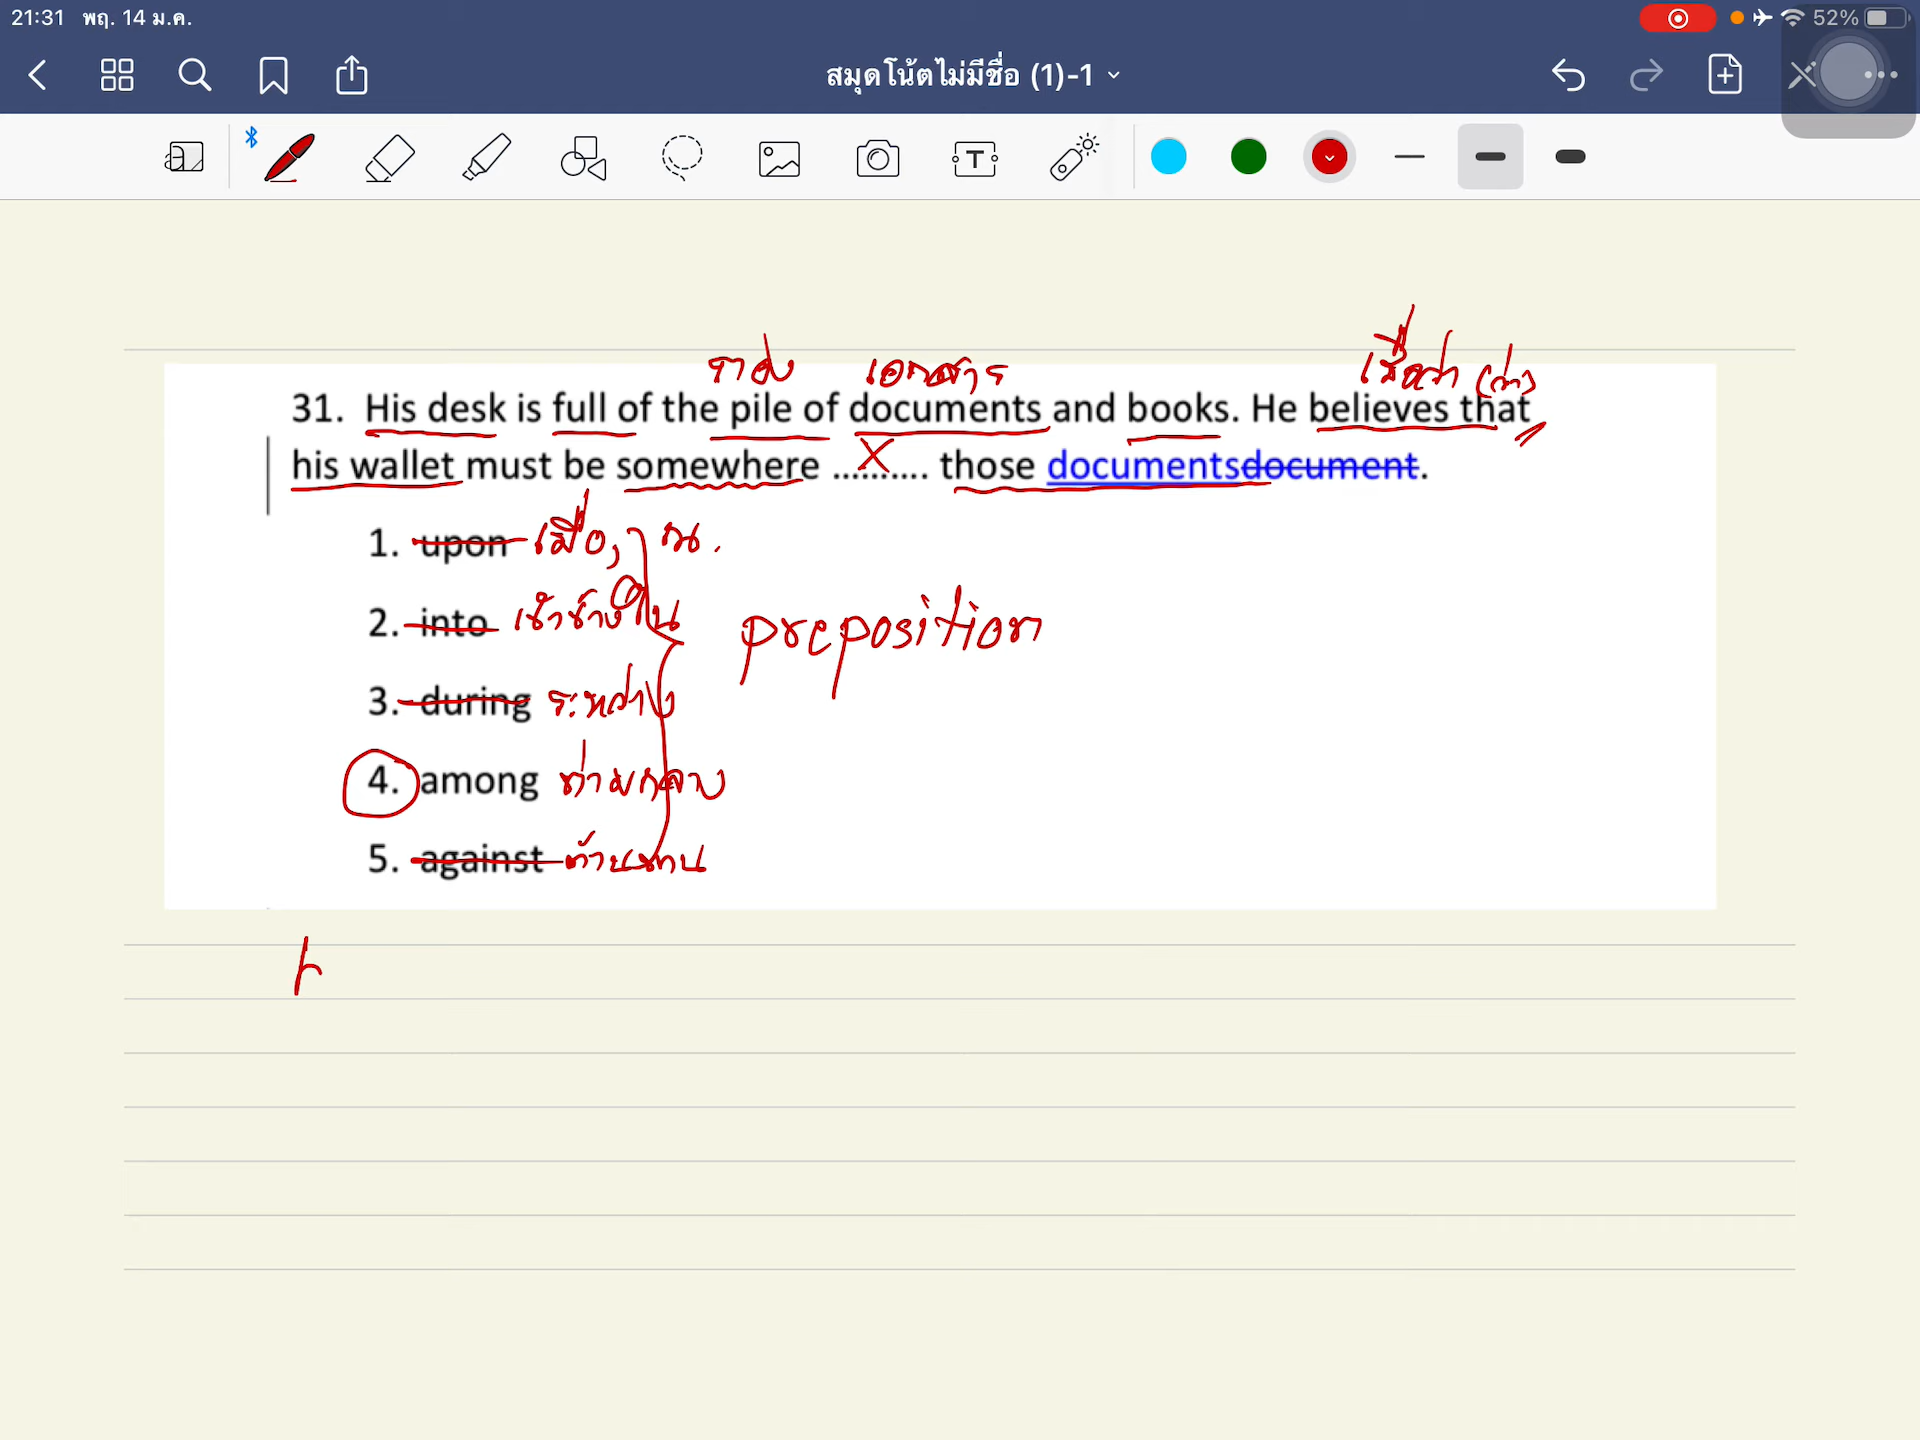 21:31 พฤ. 14 ม.ค.
52%
สมุดโน้ตไม่มีชื่อ (1)-1
กอง เอกสาร เชื่อว่า (ว่า)
31. His desk is full of the pile of documents and books. He believes that
his wallet must be somewhere ..X........ those documentsdocument.
1. upon เมื่อ, ณ.
2. into เข้าข้างใน
preposition
3. during ระหว่าง
4. among ท่ามกลาง
5. against ต้านทาน